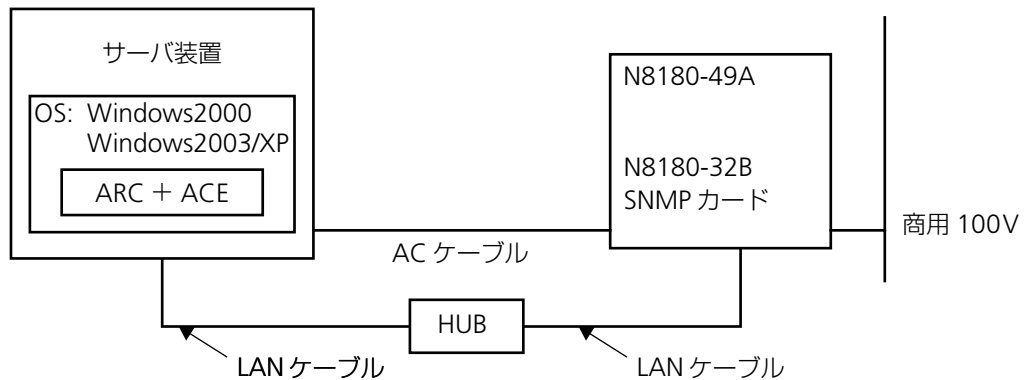 サーバ装置
OS: Windows2000
Windows2003/XP
ARC + ACE
N8180-49A
N8180-32B
SNMP カード
商用 100V
AC ケーブル
HUB
LAN ケーブル
LAN ケーブル